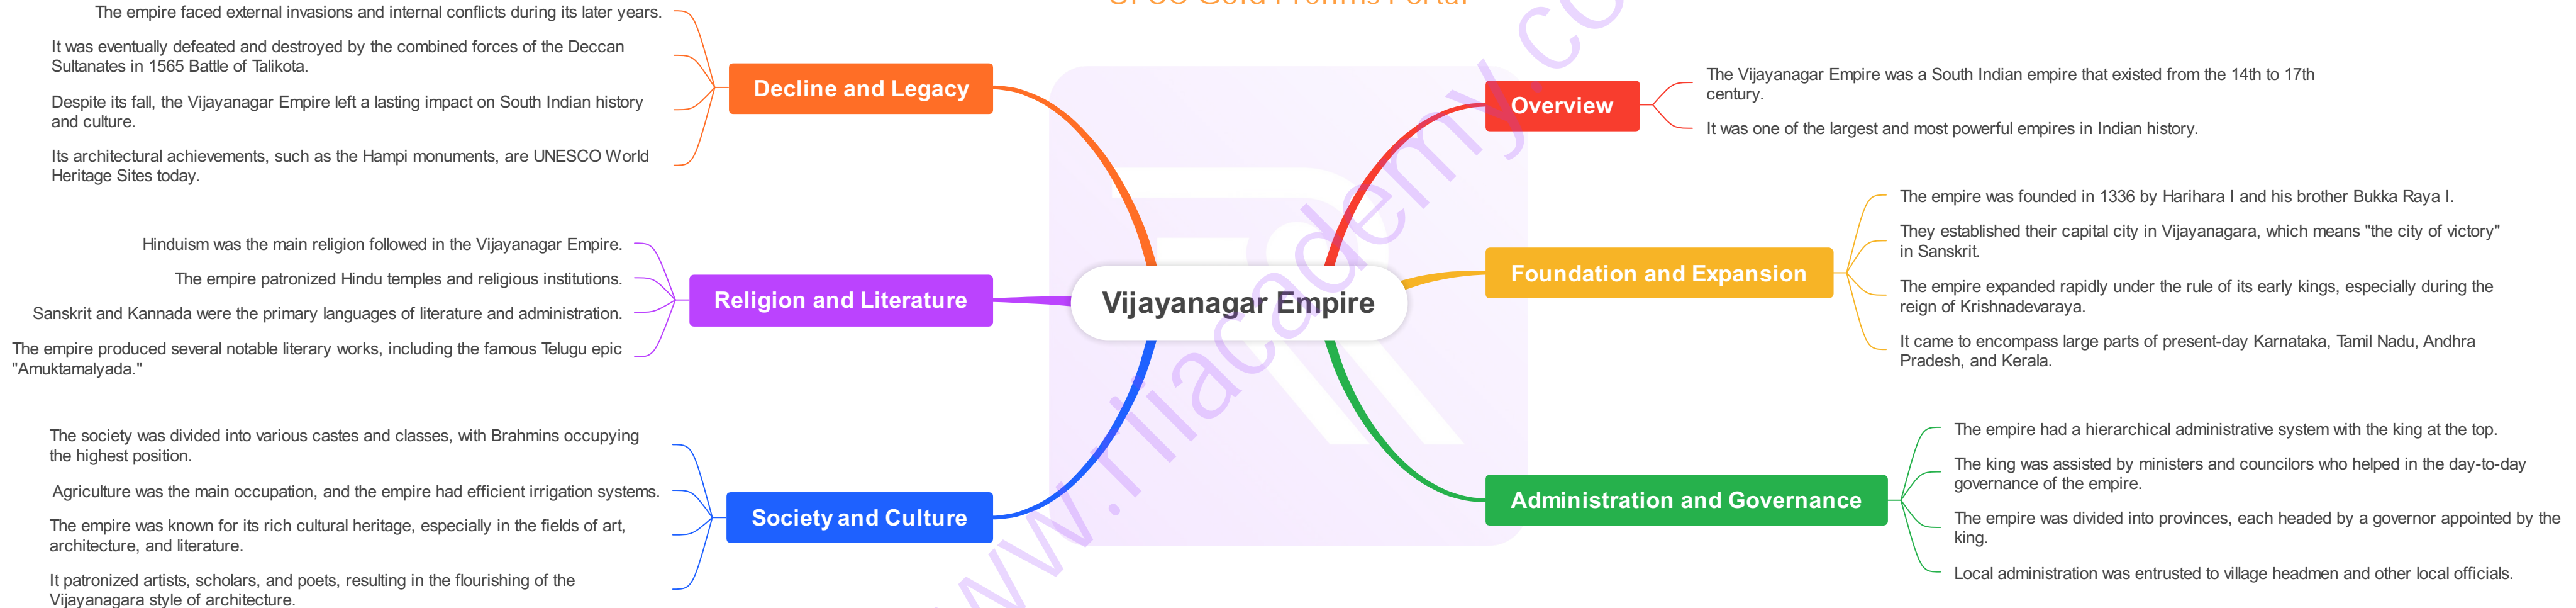 UPSC Gold Prelims Portal
Vijayanagar Empire
Overview
The Vijayanagar Empire was a South Indian empire that existed from the 14th to 17th
century.
It was one of the largest and most powerful empires in Indian history.
Foundation and Expansion
The empire was founded in 1336 by Harihara I and his brother Bukka Raya I.
They established their capital city in Vijayanagara, which means "the city of victory"
in Sanskrit.
The empire expanded rapidly under the rule of its early kings, especially during the
reign of Krishnadevaraya.
It came to encompass large parts of present-day Karnataka, Tamil Nadu, Andhra
Pradesh, and Kerala.
Administration and Governance
The empire had a hierarchical administrative system with the king at the top.
The king was assisted by ministers and councilors who helped in the day-to-day
governance of the empire.
The empire was divided into provinces, each headed by a governor appointed by the
king.
Local administration was entrusted to village headmen and other local officials.
Society and Culture
The society was divided into various castes and classes, with Brahmins occupying
the highest position.
Agriculture was the main occupation, and the empire had efficient irrigation systems.
The empire was known for its rich cultural heritage, especially in the fields of art,
architecture, and literature.
It patronized artists, scholars, and poets, resulting in the flourishing of the
Vijayanagara style of architecture.
Religion and Literature
Hinduism was the main religion followed in the Vijayanagar Empire.
The empire patronized Hindu temples and religious institutions.
Sanskrit and Kannada were the primary languages of literature and administration.
The empire produced several notable literary works, including the famous Telugu epic
"Amuktamalyada."
Decline and Legacy
The empire faced external invasions and internal conflicts during its later years.
It was eventually defeated and destroyed by the combined forces of the Deccan
Sultanates in 1565 Battle of Talikota.
Despite its fall, the Vijayanagar Empire left a lasting impact on South Indian history
and culture.
Its architectural achievements, such as the Hampi monuments, are UNESCO World
Heritage Sites today.